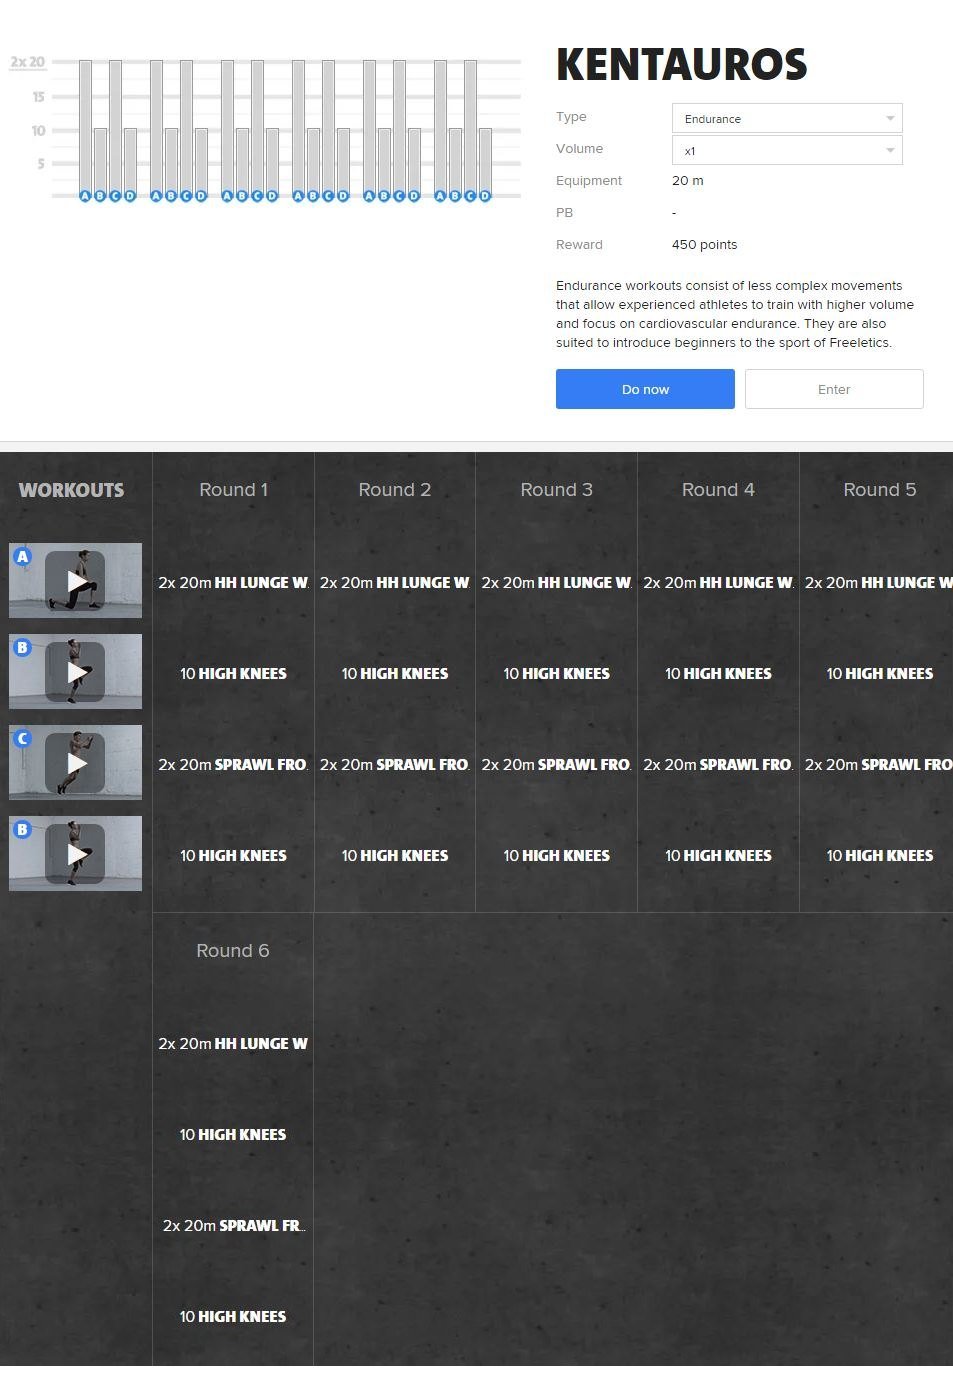 2x 20
15
10
5
A B C D A B C D A B C D A B C D A B C D A B C D
KENTAUROS
Type Endurance
Volume x1
Equipment 20 m
PB -
Reward 450 points
Endurance workouts consist of less complex movements
that allow experienced athletes to train with higher volume
and focus on cardiovascular endurance. They are also
suited to introduce beginners to the sport of Freeletics.
Do now Enter
WORKOUTS Round 1 Round 2 Round 3 Round 4 Round 5
A 2x 20m HH LUNGE W. 2x 20m HH LUNGE W. 2x 20m HH LUNGE W. 2x 20m HH LUNGE W. 2x 20m HH LUNGE W
B 10 HIGH KNEES 10 HIGH KNEES 10 HIGH KNEES 10 HIGH KNEES 10 HIGH KNEES
C 2x 20m SPRAWL FRO. 2x 20m SPRAWL FRO. 2x 20m SPRAWL FRO. 2x 20m SPRAWL FRO. 2x 20m SPRAWL FRO
B 10 HIGH KNEES 10 HIGH KNEES 10 HIGH KNEES 10 HIGH KNEES 10 HIGH KNEES
Round 6
2x 20m HH LUNGE W
10 HIGH KNEES
2x 20m SPRAWL FR...
10 HIGH KNEES